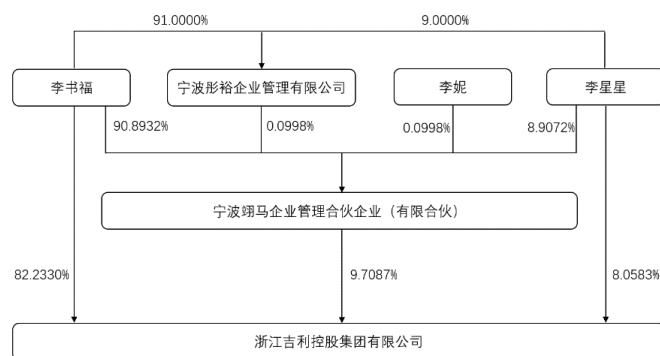 91.0000%
9.0000%
李书福
宁波彤裕企业管理有限公司
李妮
李星星
90.8932%
0.0998%
0.0998%
8.9072%
宁波翊马企业管理合伙企业（有限合伙）
82.2330%
9.7087%
8.0583%
浙江吉利控股集团有限公司